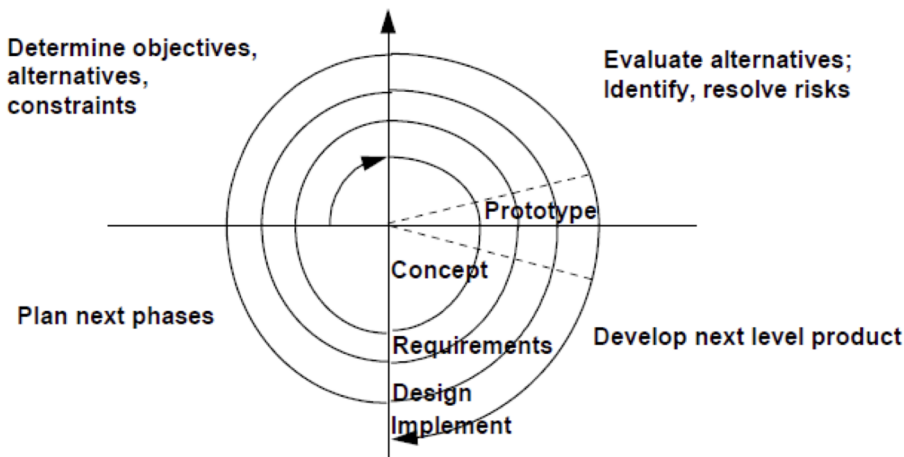 Determine objectives,
alternatives,
constraints
Evaluate alternatives;
Identify, resolve risks
Prototype
Concept
Plan next phases
Requirements
Develop next level product
Design
Implement